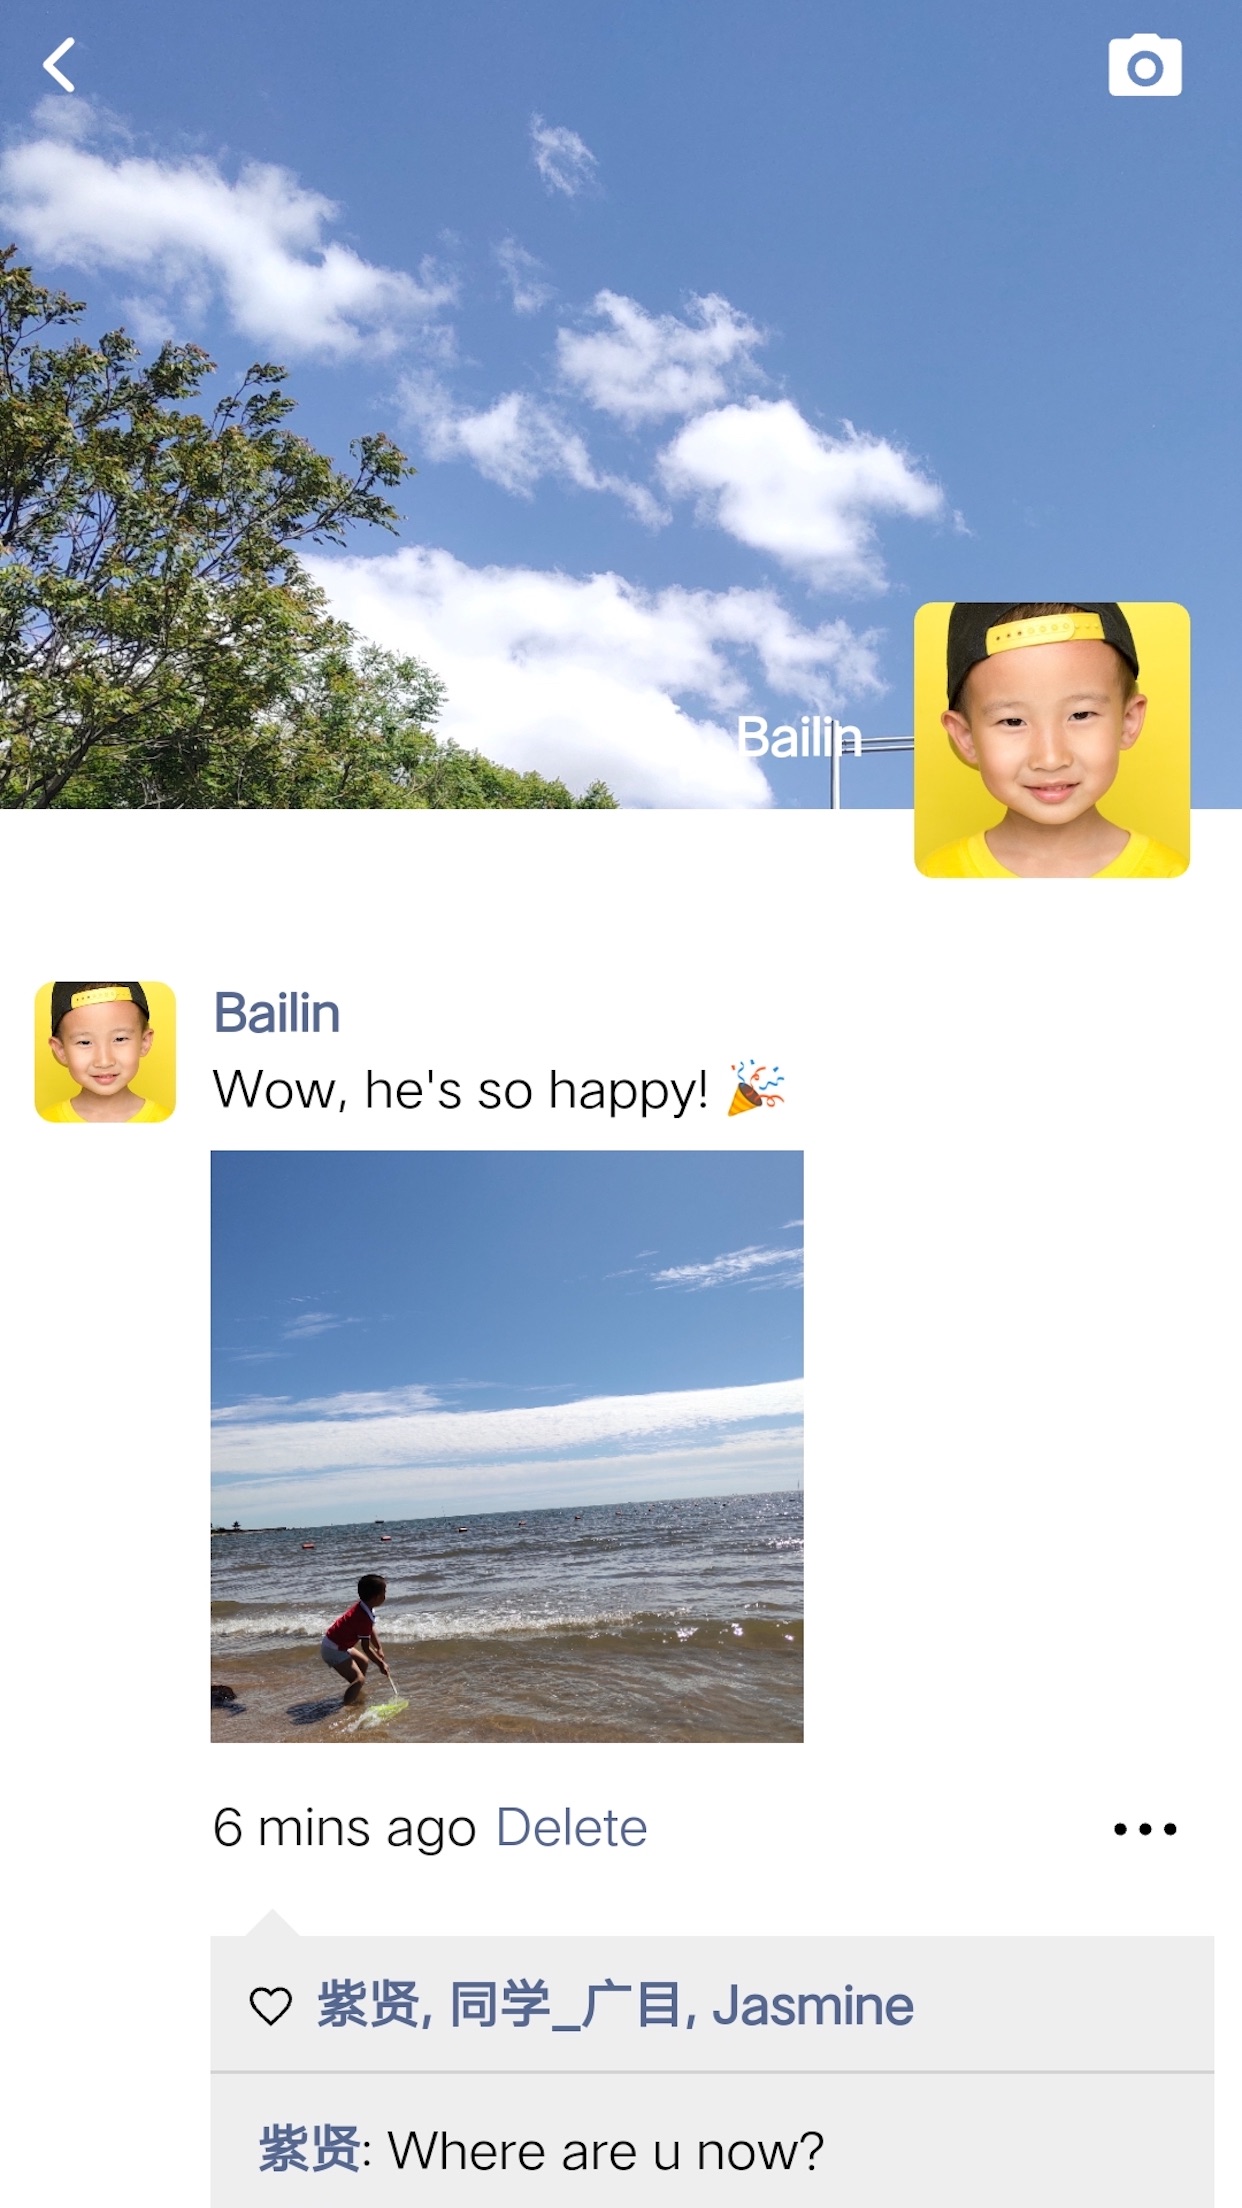 Bailin
Bailin
Wow, he's so happy! 🎉
6 mins ago Delete
紫贤, 同学_广目, Jasmine
紫贤: Where are u now?